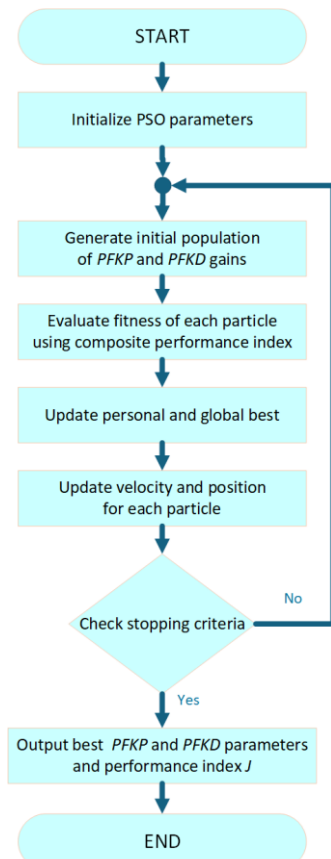 START
Initialize PSO parameters
Generate initial population
of PFKP and PFKD gains
Evaluate fitness of each particle
using composite performance index
Update personal and global best
Update velocity and position
for each particle
Check stopping criteria
No
Yes
Output best PFKP and PFKD parameters
and performance index J
END